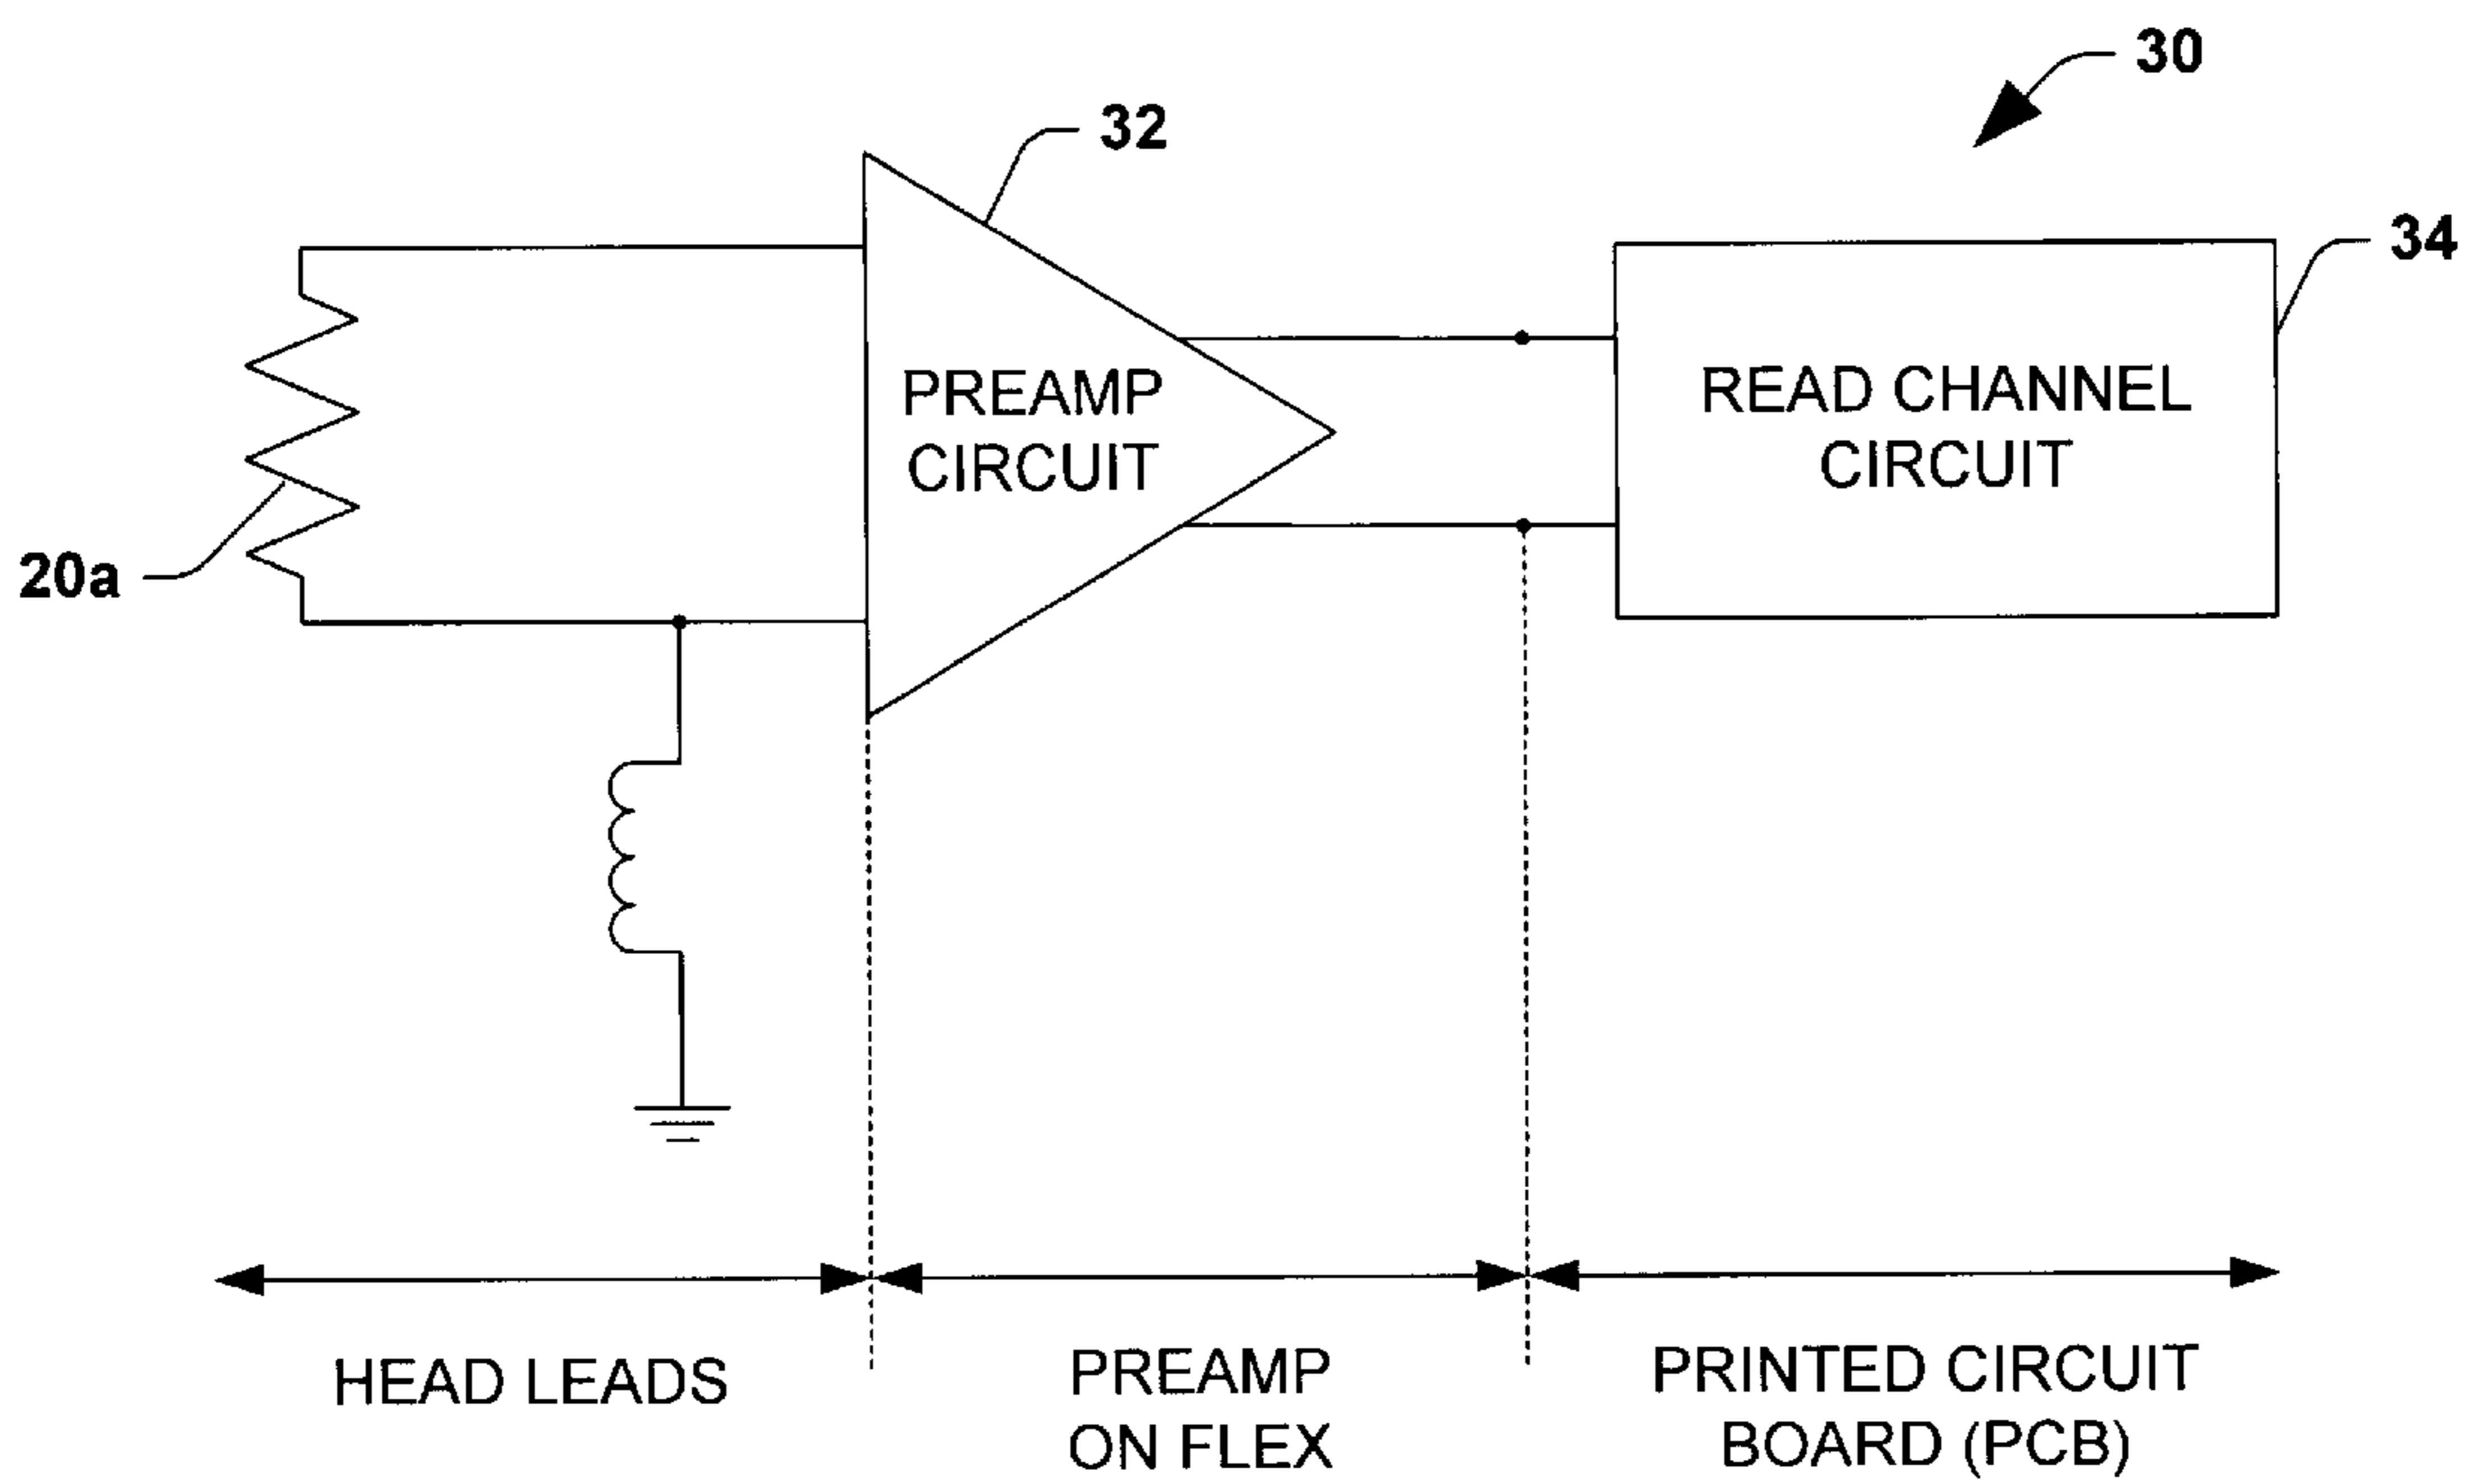 30
32
34
PREAMP
CIRCUIT
READ CHANNEL
CIRCUIT
20a
HEAD LEADS
PREAMP
ON FLEX
PRINTED CIRCUIT
BOARD (PCB)